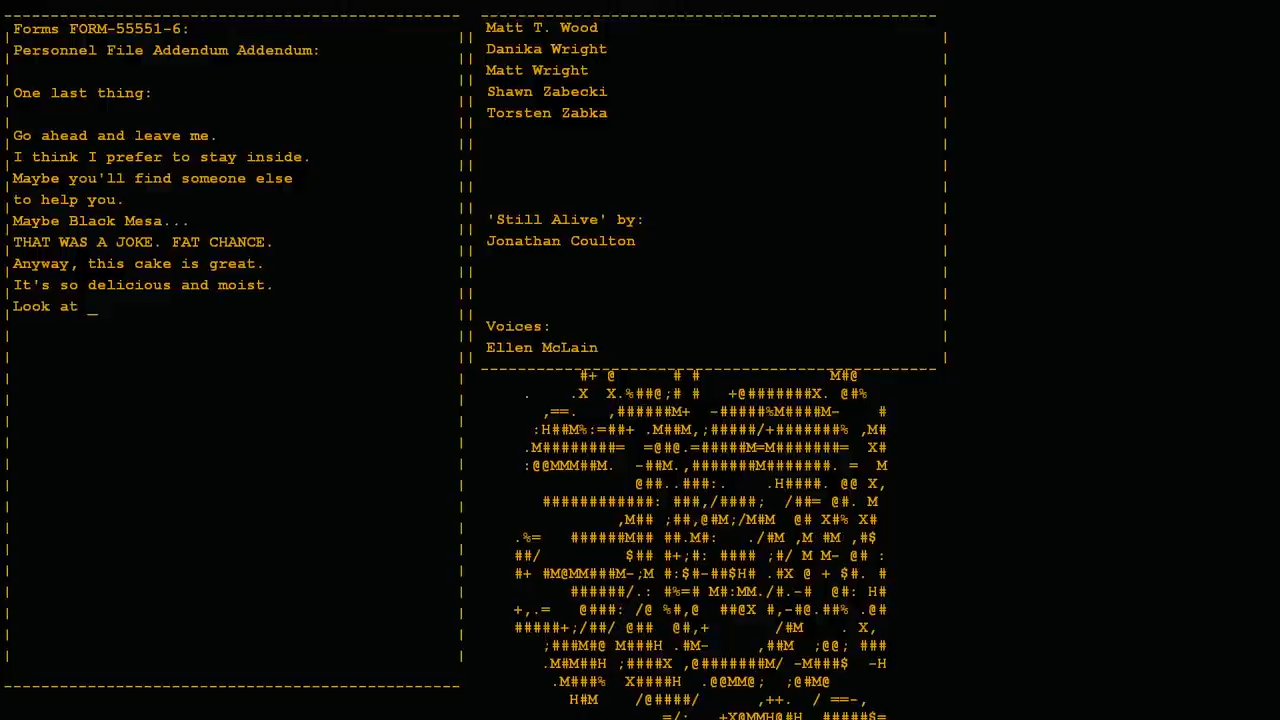 Forms FORM-55551-6:
Personnel File Addendum Addendum:
One last thing:
Go ahead and leave me.
I think I prefer to stay inside.
Maybe you'll find someone else
to help you.
Maybe Black Mesa...
THAT WAS A JOKE. FAT CHANCE.
Anyway, this cake is great.
It's so delicious and moist.
Look at _
Matt T. Wood
Danika Wright
Matt Wright
Shawn Zabecki
Torsten Zabka
'Still Alive' by:
Jonathan Coulton
Voices:
Ellen McLain